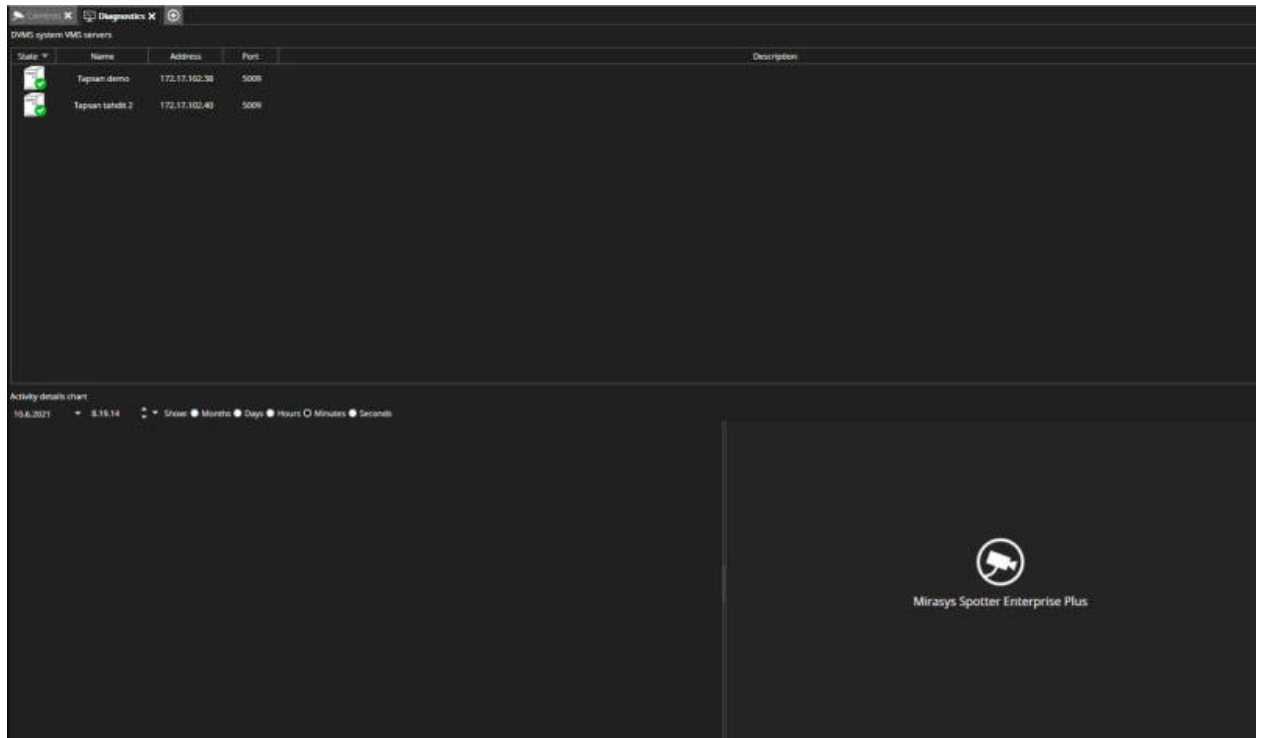 Cameras Diagnostics
DVMS system VMS servers
State Name Address Port Description
Tapsan demo 172.17.102.38 5009
Tapsan tahdit 2 172.17.102.40 5009
Activity details chart
10.6.2021 8.19.14 Show: Months Days Hours Minutes Seconds
Mirasys Spotter Enterprise Plus